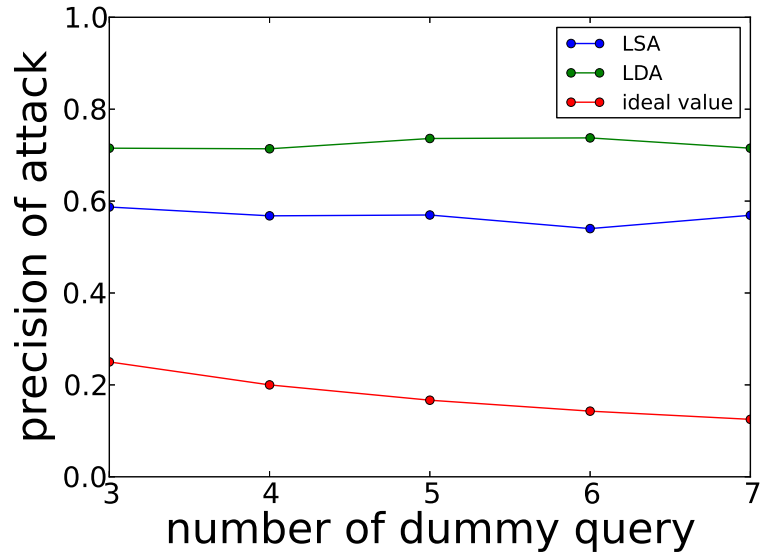 1.0
0.8
0.6
0.4
0.2
0.0
precision of attack
LSA
LDA
ideal value
3 4 5 6 7
number of dummy query